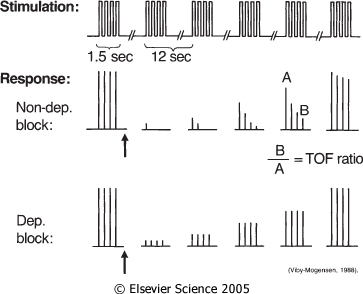 Stimulation:
1.5 sec
12 sec
Response:
Non-dep.
block:
A
B
B/A = TOF ratio
Dep.
block:
(Viby-Mogensen, 1988).
© Elsevier Science 2005